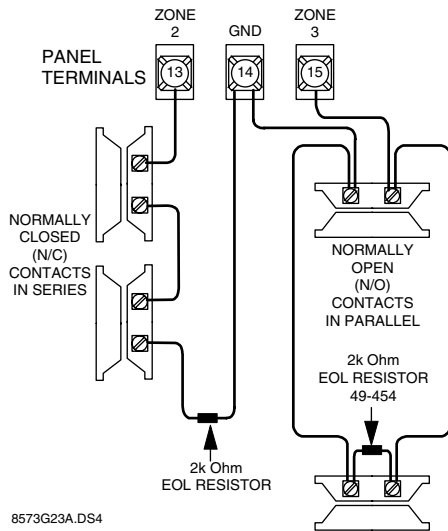 ZONE
2
GND
ZONE
3
PANEL
TERMINALS
13
14
15
NORMALLY
CLOSED
(N/C)
CONTACTS
IN SERIES
NORMALLY
OPEN
(N/O)
CONTACTS
IN PARALLEL
2k Ohm
EOL RESISTOR
49-454
2k Ohm
EOL RESISTOR
8573G23A.DS4